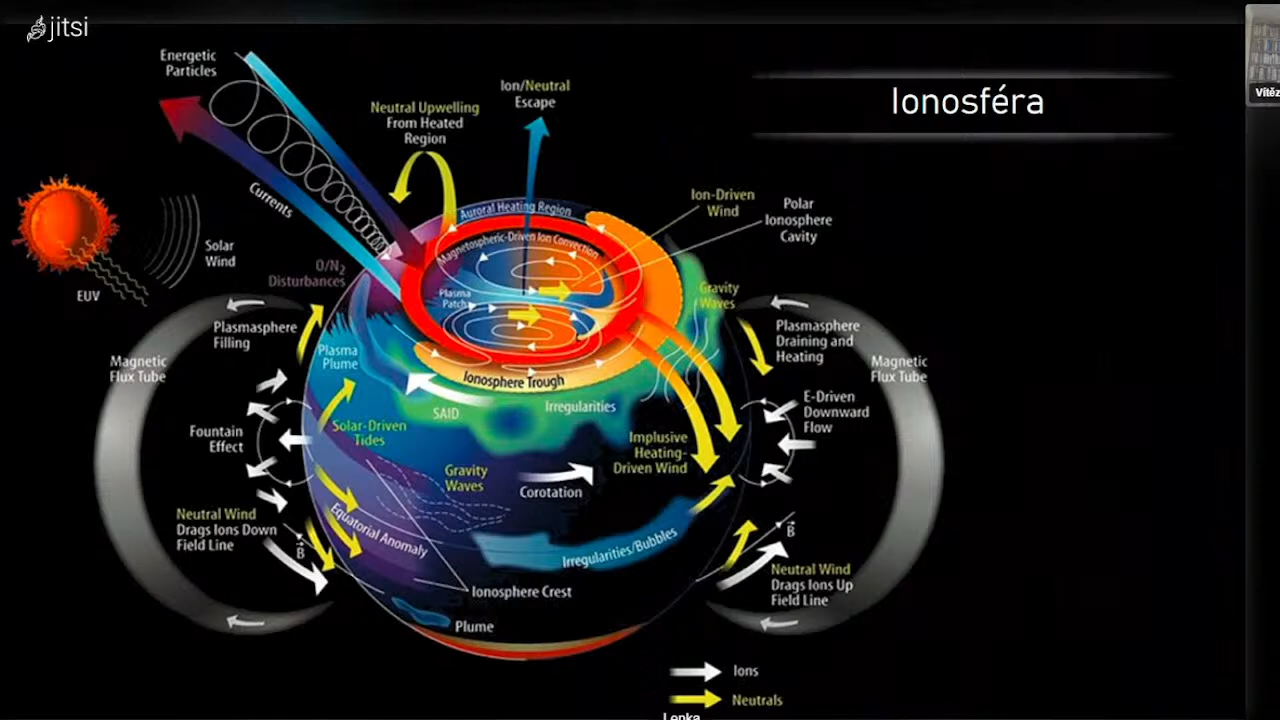 jitsi
Ionosféra
Vítěz
Energetic
Particles
Ion/Neutral
Escape
Neutral Upwelling
From Heated
Region
Currents
Auroral Heating Region
Ion-Driven
Wind
Polar
Ionosphere
Cavity
Magnetospheric-Driven Ion Convection
Solar
Wind
EUV
O/N2
Disturbances
Plasma
Patch
Gravity
Waves
Plasmasphere
Filling
Plasmasphere
Draining and
Heating
Magnetic
Flux Tube
Plasma
Plume
Magnetic
Flux Tube
Ionosphere Trough
SAID
Irregularities
E-Driven
Downward
Flow
Fountain
Effect
Solar-Driven
Tides
Implusive
Heating-
Driven Wind
Gravity
Waves
Corotation
Neutral Wind
Drags Ions Down
Field Line
B
Equatorial Anomaly
Irregularities/Bubbles
B
Neutral Wind
Drags Ions Up
Field Line
Ionosphere Crest
Plume
Ions
Neutrals
Lenka